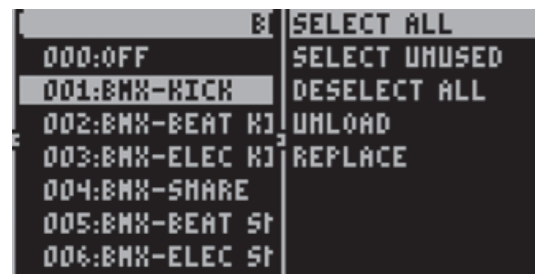 SELECT ALL
000:OFF
SELECT UNUSED
001:BMX-KICK
DESELECT ALL
002:BMX-BEAT
UNLOAD
003:BMX-ELEC
REPLACE
004:BMX-SNARE
005:BMX-BEAT
006:BMX-ELEC